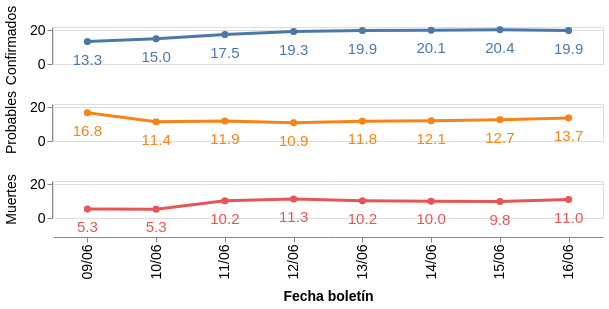 Confirmados
20
0
13.3 15.0 17.5 19.3 19.9 20.1 20.4 19.9
Probables
20
0
16.8 11.4 11.9 10.9 11.8 12.1 12.7 13.7
Muertes
20
0
5.3 5.3 10.2 11.3 10.2 10.0 9.8 11.0
09/06 10/06 11/06 12/06 13/06 14/06 15/06 16/06
Fecha boletín